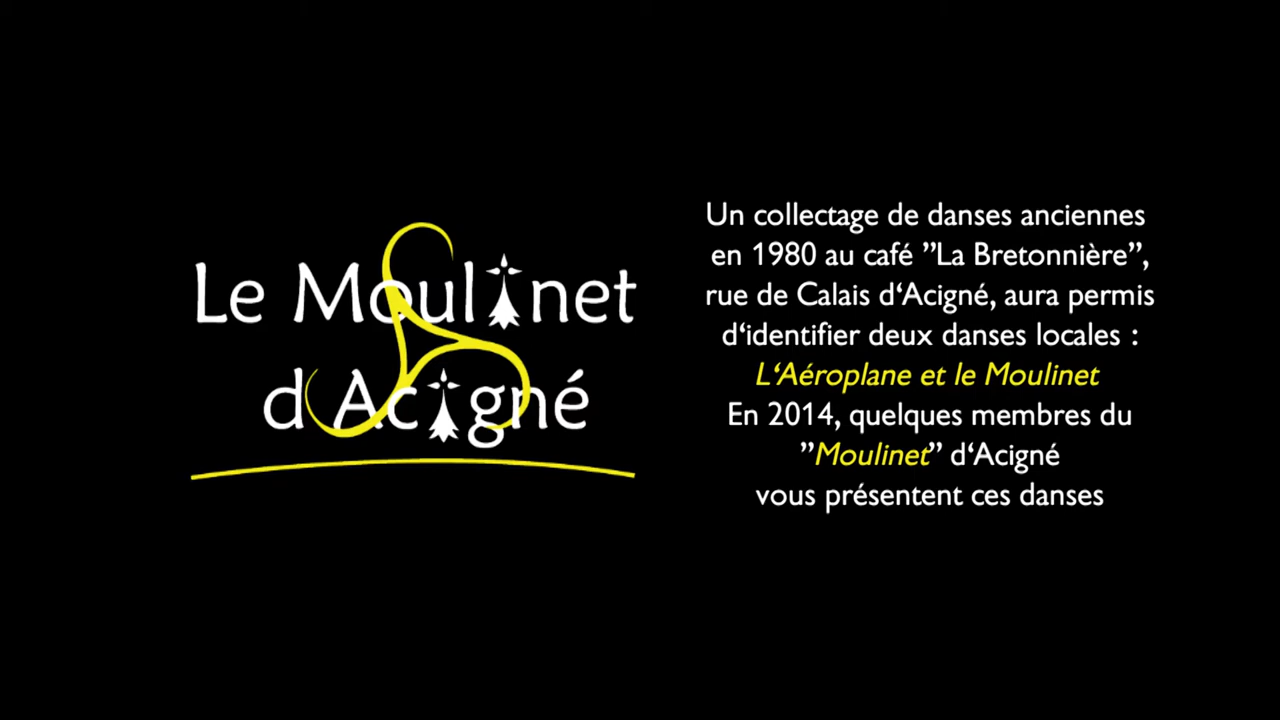 Le Moulinet
d'Acigné
Un collectage de danses anciennes
en 1980 au café ”La Bretonnière”,
rue de Calais d‘Acigné, aura permis
d‘identifier deux danses locales :
L‘Aéroplane et le Moulinet
En 2014, quelques membres du
”Moulinet” d‘Acigné
vous présentent ces danses